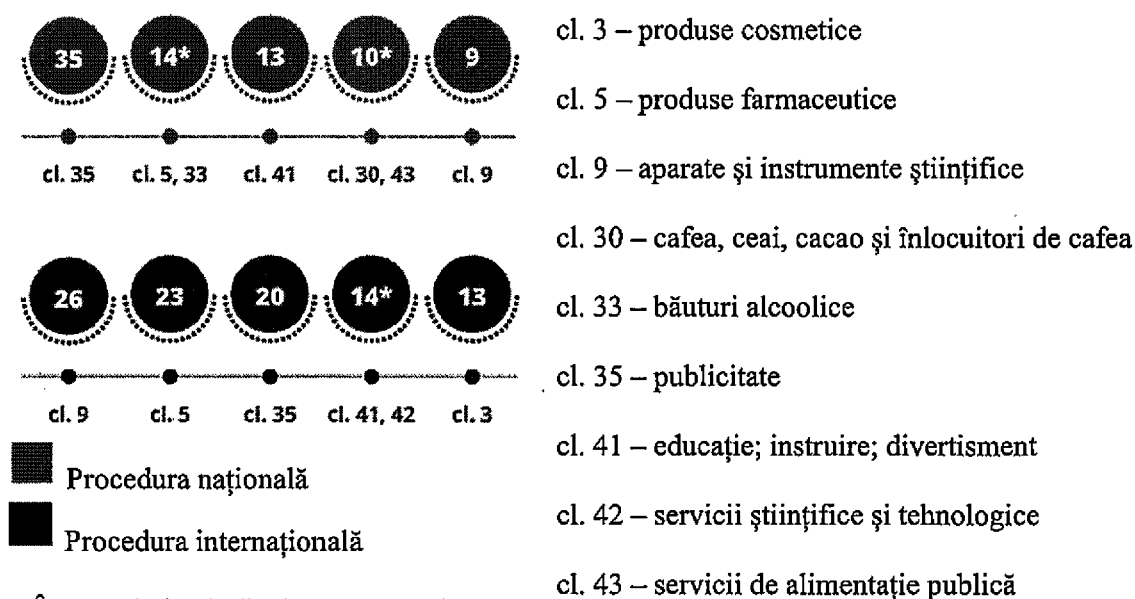 35 14* 13 10* 9
cl. 35 cl. 5, 33 cl. 41 cl. 30, 43 cl. 9
26 23 20 14* 13
cl. 9 cl. 5 cl. 35 cl. 41, 42 cl. 3
Procedura națională
Procedura internațională
cl. 3 – produse cosmetice
cl. 5 – produse farmaceutice
cl. 9 – aparate și instrumente științifice
cl. 30 – cafea, ceai, cacao și înlocuitori de cafea
cl. 33 – băuturi alcoolice
cl. 35 – publicitate
cl. 41 – educație; instruire; divertisment
cl. 42 – servicii științifice și tehnologice
cl. 43 – servicii de alimentație publică